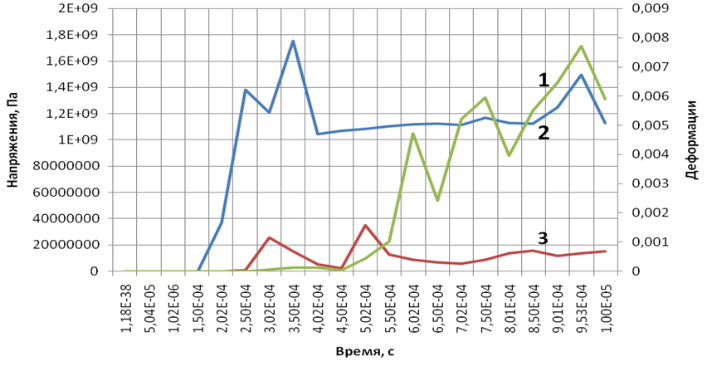 2E+09
1,8E+09
1,6E+09
1,4E+09
1,2E+09
1E+09
80000000
60000000
40000000
20000000
0
Напряжения, Па
0,009
0,008
0,007
0,006
0,005
0,004
0,003
0,002
0,001
0
Деформации
1
2
3
1,18E-38
5,04E-05
1,02E-06
1,50E-04
2,02E-04
2,50E-04
3,02E-04
3,50E-04
4,02E-04
4,50E-04
5,02E-04
5,50E-04
6,02E-04
6,50E-04
7,02E-04
7,50E-04
8,01E-04
8,50E-04
9,01E-04
9,53E-04
1,00E-05
Время, с